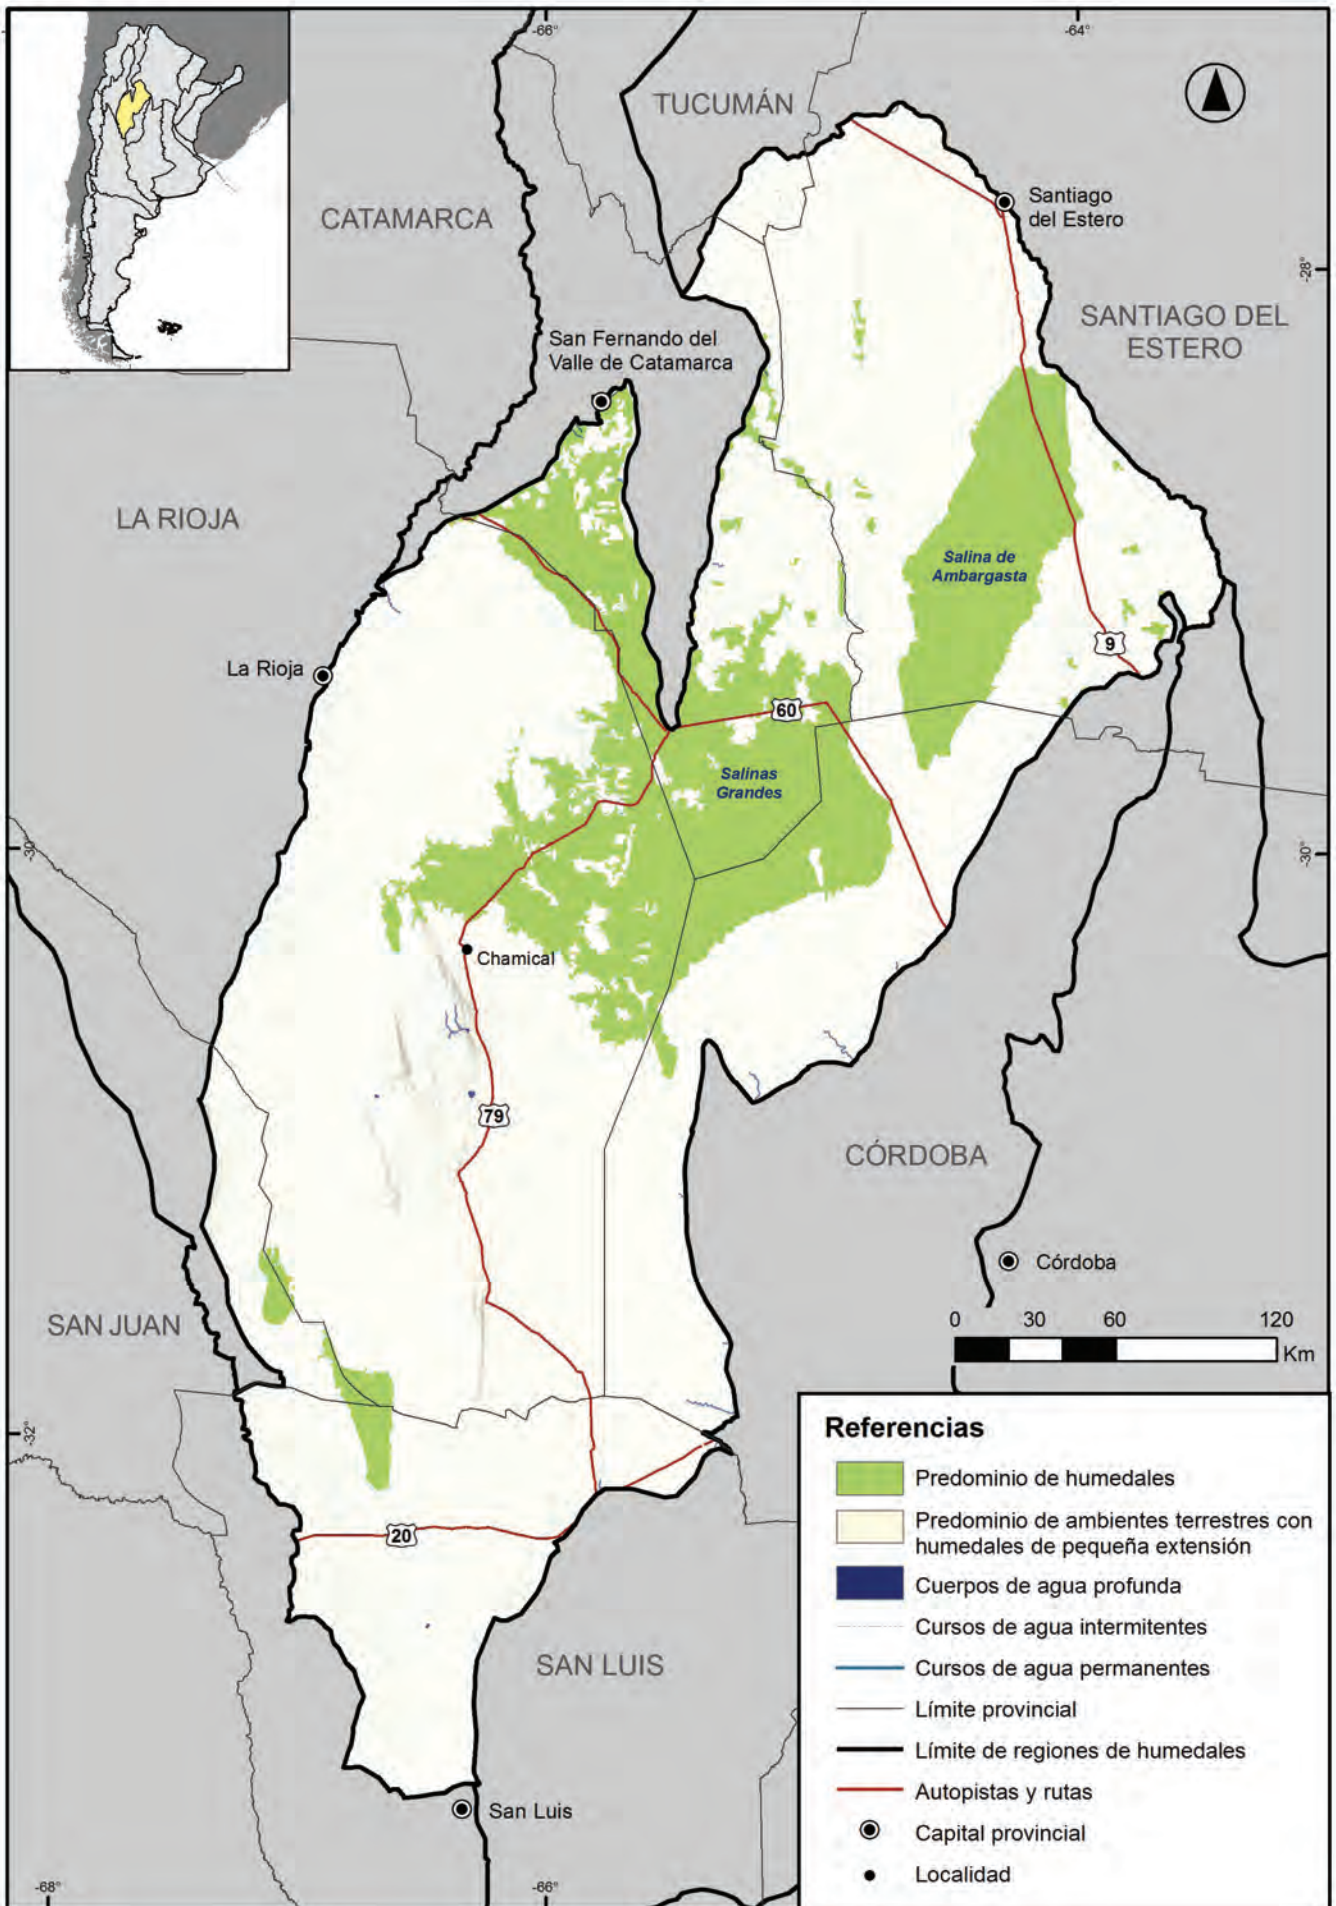 -66°
-64°
TUCUMÁN
CATAMARCA
Santiago
del Estero
-28°
SANTIAGO DEL
ESTERO
San Fernando del
Valle de Catamarca
LA RIOJA
Salina de
Ambargasta
9
La Rioja
60
Salinas
Grandes
-30°
-30°
Chamical
79
CÓRDOBA
Córdoba
SAN JUAN
0 30 60 120
Km
-32°
20
SAN LUIS
San Luis
-68°
-66°
Referencias
Predominio de humedales
Predominio de ambientes terrestres con
humedales de pequeña extensión
Cuerpos de agua profunda
Cursos de agua intermitentes
Cursos de agua permanentes
Límite provincial
Límite de regiones de humedales
Autopistas y rutas
Capital provincial
Localidad